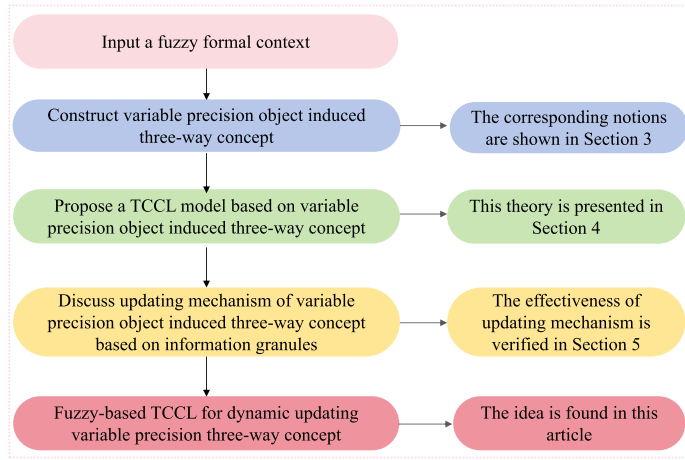 Input a fuzzy formal context
Construct variable precision object induced
three-way concept
The corresponding notions
are shown in Section 3
Propose a TCCL model based on variable
precision object induced three-way concept
This theory is presented in
Section 4
Discuss updating mechanism of variable
precision object induced three-way concept
based on information granules
The effectiveness of
updating mechanism is
verified in Section 5
Fuzzy-based TCCL for dynamic updating
variable precision three-way concept
The idea is found in this
article